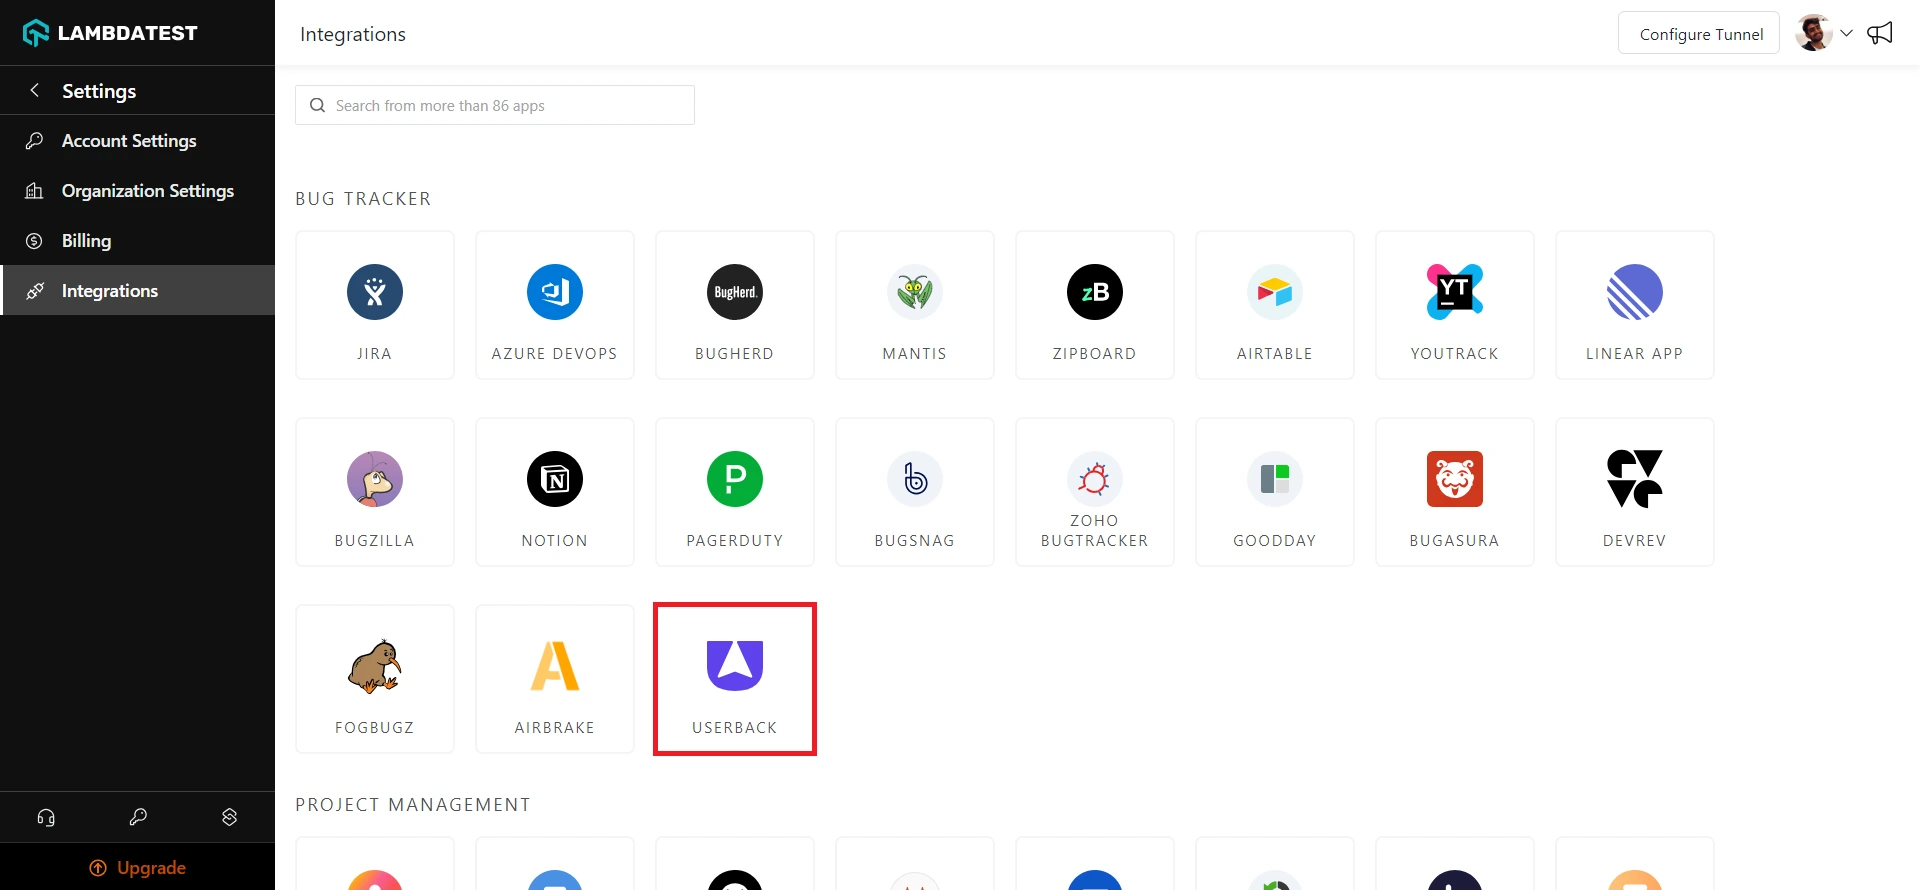 LAMBDATEST
Settings
Account Settings
Organization Settings
Billing
Integrations
Upgrade
Integrations
Configure Tunnel
Search from more than 86 apps
BUG TRACKER
JIRA
AZURE DEVOPS
BugHerd.
BUGHERD
MANTIS
zB
ZIPBOARD
AIRTABLE
YT
YOUTRACK
LINEAR APP
BUGZILLA
N
NOTION
P
PAGERDUTY
b
BUGSNAG
ZOHO
BUGTRACKER
GOODDAY
BUGASURA
DEVREV
FOGBUGZ
A
AIRBRAKE
USERBACK
PROJECT MANAGEMENT